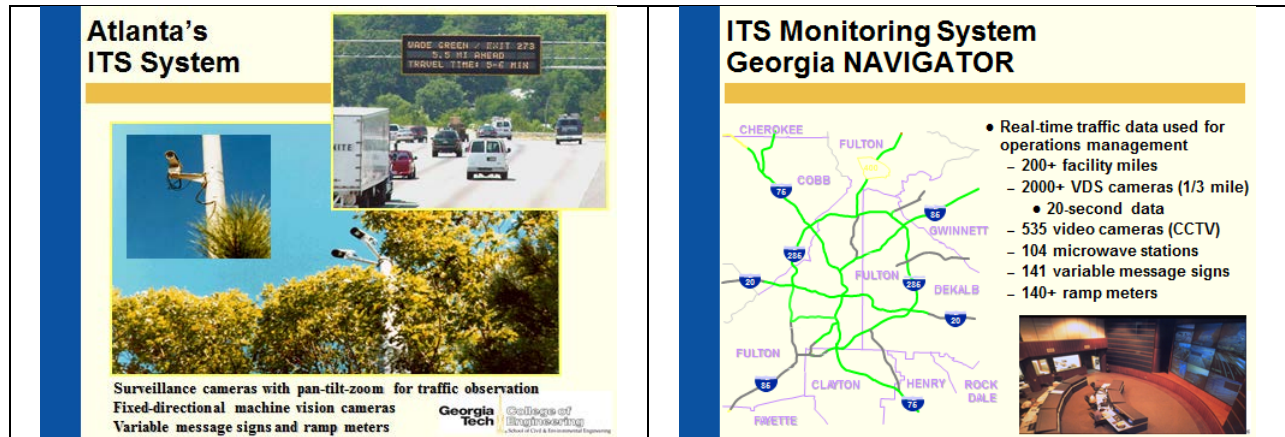 Atlanta's
ITS System
WADE GREEN / EXIT 273
5.5 MI AHEAD
TRAVEL TIME: 5-6 MIN
Surveillance cameras with pan-tilt-zoom for traffic observation
Fixed-directional machine vision cameras
Variable message signs and ramp meters
Georgia
Tech
College of
Engineering
School of Civil & Environmental Engineering
ITS Monitoring System
Georgia NAVIGATOR
CHEROKEE
FULTON
COBB
75
85
GWINNETT
285
FULTON
20
285
DEKALB
20
FULTON
85
CLAYTON
HENRY
ROCK
DALE
75
FAYETTE
● Real-time traffic data used for
operations management
– 200+ facility miles
– 2000+ VDS cameras (1/3 mile)
● 20-second data
– 535 video cameras (CCTV)
– 104 microwave stations
– 141 variable message signs
– 140+ ramp meters